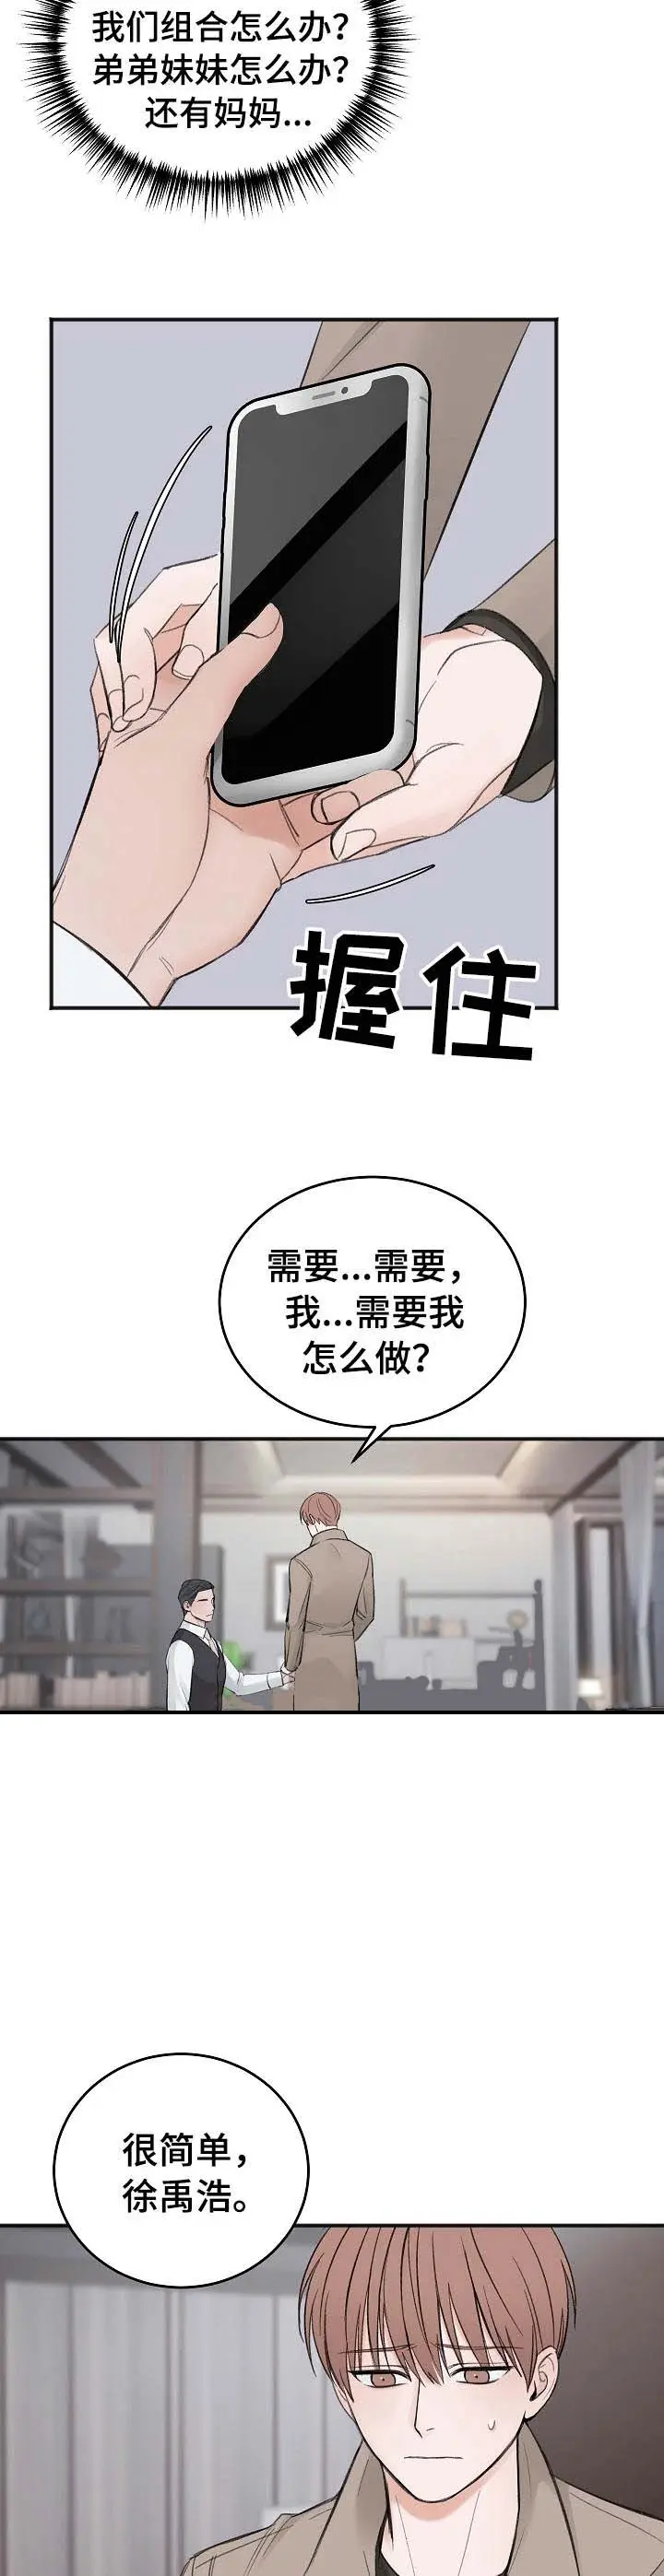 我们组合怎么办？
弟弟妹妹怎么办？
还有妈妈…
握住
需要…需要，
我…需要我
怎么做？
很简单，
徐禹浩。